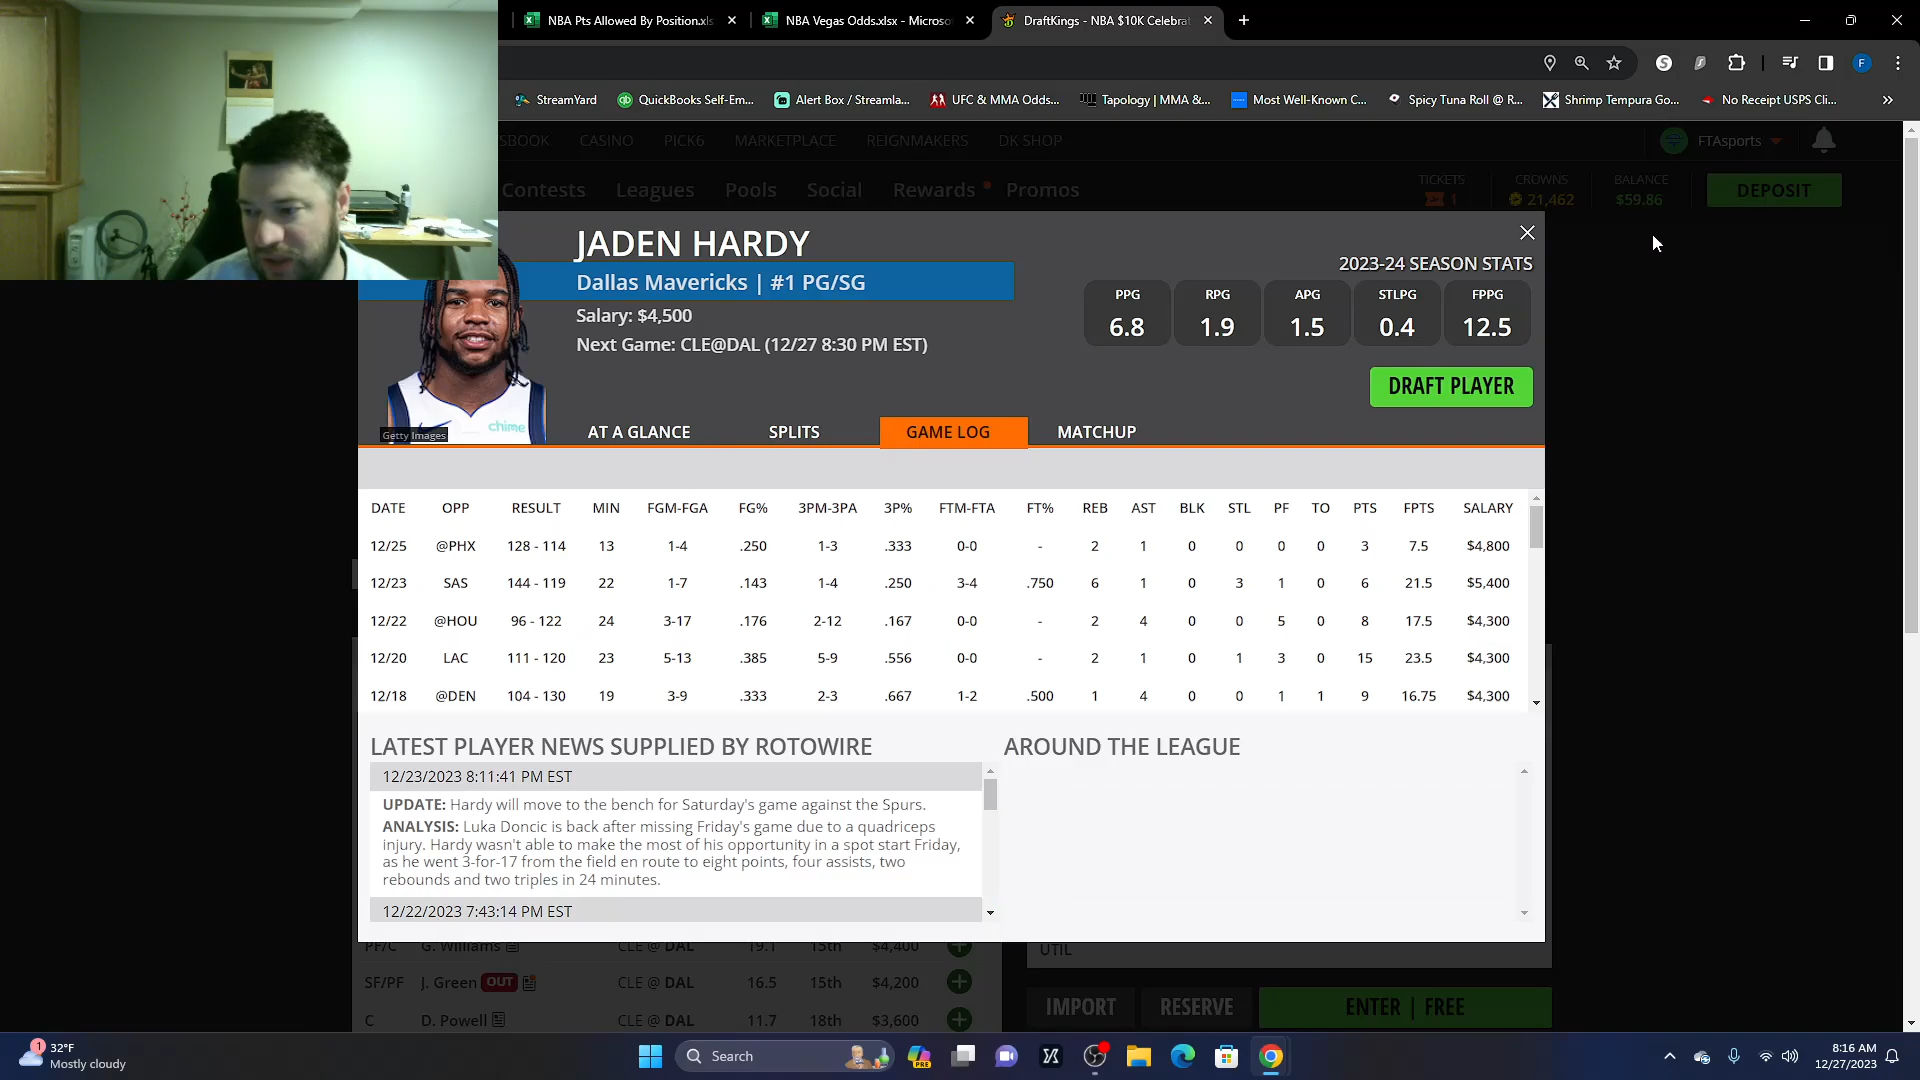 NBA Pts Allowed By Position.xls
NBA Vegas Odds.xlsx - Microso
DraftKings - NBA $10K Celebrat
StreamYard
QuickBooks Self-Em...
Alert Box / Streamla...
UFC & MMA Odds...
Tapology | MMA &...
Most Well-Known C...
Spicy Tuna Roll @ R...
Shrimp Tempura Go...
No Receipt USPS Cli...
SBOOK CASINO PICK6 MARKETPLACE REIGNMAKERS DK SHOP
FTAsports
Contests Leagues Pools Social Rewards Promos
TICKETS 1
CROWNS 21,462
BALANCE $59.86
DEPOSIT
JADEN HARDY
Dallas Mavericks | #1 PG/SG
Salary: $4,500
Next Game: CLE@DAL (12/27 8:30 PM EST)
2023-24 SEASON STATS
PPG RPG APG STLPG FPPG
6.8 1.9 1.5 0.4 12.5
DRAFT PLAYER
chime
Getty Images
AT A GLANCE SPLITS GAME LOG MATCHUP
DATE OPP RESULT MIN FGM-FGA FG% 3PM-3PA 3P% FTM-FTA FT% REB AST BLK STL PF TO PTS FPTS SALARY
12/25 @PHX 128 - 114 13 1-4 .250 1-3 .333 0-0 - 2 1 0 0 0 0 3 7.5 $4,800
12/23 SAS 144 - 119 22 1-7 .143 1-4 .250 3-4 .750 6 1 0 3 1 0 6 21.5 $5,400
12/22 @HOU 96 - 122 24 3-17 .176 2-12 .167 0-0 - 2 4 0 0 5 0 8 17.5 $4,300
12/20 LAC 111 - 120 23 5-13 .385 5-9 .556 0-0 - 2 1 0 1 3 0 15 23.5 $4,300
12/18 @DEN 104 - 130 19 3-9 .333 2-3 .667 1-2 .500 1 4 0 0 1 1 9 16.75 $4,300
LATEST PLAYER NEWS SUPPLIED BY ROTOWIRE
12/23/2023 8:11:41 PM EST
UPDATE: Hardy will move to the bench for Saturday's game against the Spurs.
ANALYSIS: Luka Doncic is back after missing Friday's game due to a quadriceps
injury. Hardy wasn't able to make the most of his opportunity in a spot start Friday,
as he went 3-for-17 from the field en route to eight points, four assists, two
rebounds and two triples in 24 minutes.
12/22/2023 7:43:14 PM EST
AROUND THE LEAGUE
PF/C G. Williams CLE @ DAL 19.1 15th $4,400
SF/PF J. Green OUT CLE @ DAL 16.5 15th $4,200
C D. Powell CLE @ DAL 11.7 18th $3,600
UTIL
IMPORT RESERVE ENTER | FREE
1 32°F
Mostly cloudy
Search
PRE
8:16 AM
12/27/2023